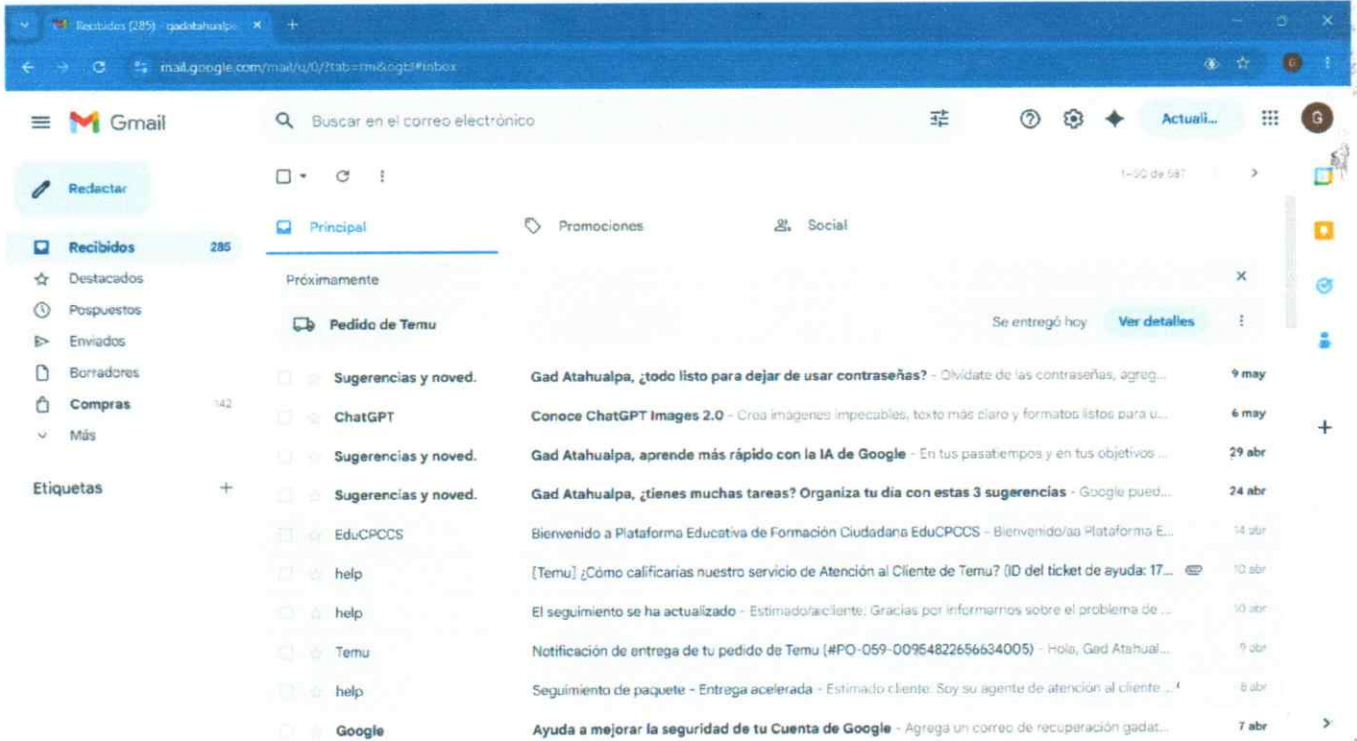 Recibidos (285) - gadatahualp
mail.google.com/mail/u/0/?tab=rm&ogbl#inbox
Gmail
Buscar en el correo electrónico
Actuali...
G
Redactar
1-50 de 587
Recibidos 285
Destacados
Pospuestos
Enviados
Borradores
Compras 142
Más
Etiquetas
Principal
Promociones
Social
Próximamente
Pedido de Temu Se entregó hoy Ver detalles
Sugerencias y noved. Gad Atahualpa, ¿todo listo para dejar de usar contraseñas? - Olvídate de las contraseñas, agreg... 9 may
ChatGPT Conoce ChatGPT Images 2.0 - Crea imágenes impecables, texto más claro y formatos listos para u... 6 may
Sugerencias y noved. Gad Atahualpa, aprende más rápido con la IA de Google - En tus pasatiempos y en tus objetivos ... 29 abr
Sugerencias y noved. Gad Atahualpa, ¿tienes muchas tareas? Organiza tu día con estas 3 sugerencias - Google pued... 24 abr
EduCPCCS Bienvenido a Plataforma Educativa de Formación Ciudadana EduCPCCS - Bienvenido/aa Plataforma E... 14 abr
help [Temu] ¿Cómo calificarías nuestro servicio de Atención al Cliente de Temu? (ID del ticket de ayuda: 17... 10 abr
help El seguimiento se ha actualizado - Estimado/acliente: Gracias por informarnos sobre el problema de ... 10 abr
Temu Notificación de entrega de tu pedido de Temu (#PO-059-00954822656634005) - Hola, Gad Atahual... 9 abr
help Seguimiento de paquete - Entrega acelerada - Estimado cliente: Soy su agente de atención al cliente ... 8 abr
Google Ayuda a mejorar la seguridad de tu Cuenta de Google - Agrega un correo de recuperación gadat... 7 abr